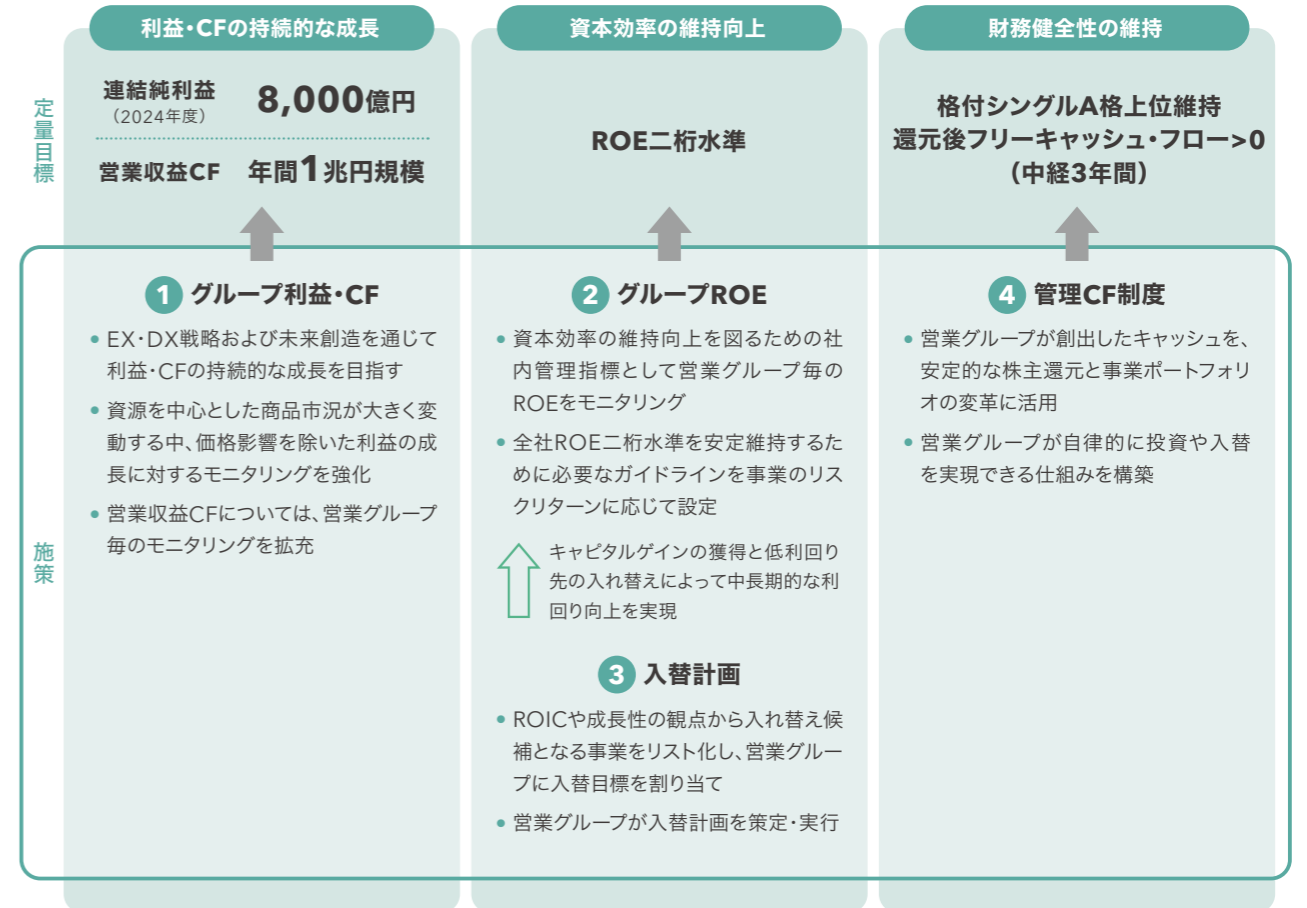 利益・CFの持続的な成長
資本効率の維持向上
財務健全性の維持
定量目標
連結純利益
（2024年度）
8,000億円
営業収益CF 年間1兆円規模
ROE二桁水準
格付シングルA格上位維持
還元後フリーキャッシュ・フロー>0
（中経3年間）
施策
1 グループ利益・CF
• EX・DX戦略および未来創造を通じて
利益・CFの持続的な成長を目指す
• 資源を中心とした商品市況が大きく変
動する中、価格影響を除いた利益の成
長に対するモニタリングを強化
• 営業収益CFについては、営業グループ
毎のモニタリングを拡充
2 グループROE
• 資本効率の維持向上を図るための社
内管理指標として営業グループ毎の
ROEをモニタリング
• 全社ROE二桁水準を安定維持するた
めに必要なガイドラインを事業のリス
クリターンに応じて設定
キャピタルゲインの獲得と低利回り
先の入れ替えによって中長期的な利
回り向上を実現
3 入替計画
• ROICや成長性の観点から入れ替え候
補となる事業をリスト化し、営業グルー
プに入替目標を割り当て
• 営業グループが入替計画を策定・実行
4 管理CF制度
• 営業グループが創出したキャッシュを、
安定的な株主還元と事業ポートフォリ
オの変革に活用
• 営業グループが自律的に投資や入替
を実現できる仕組みを構築